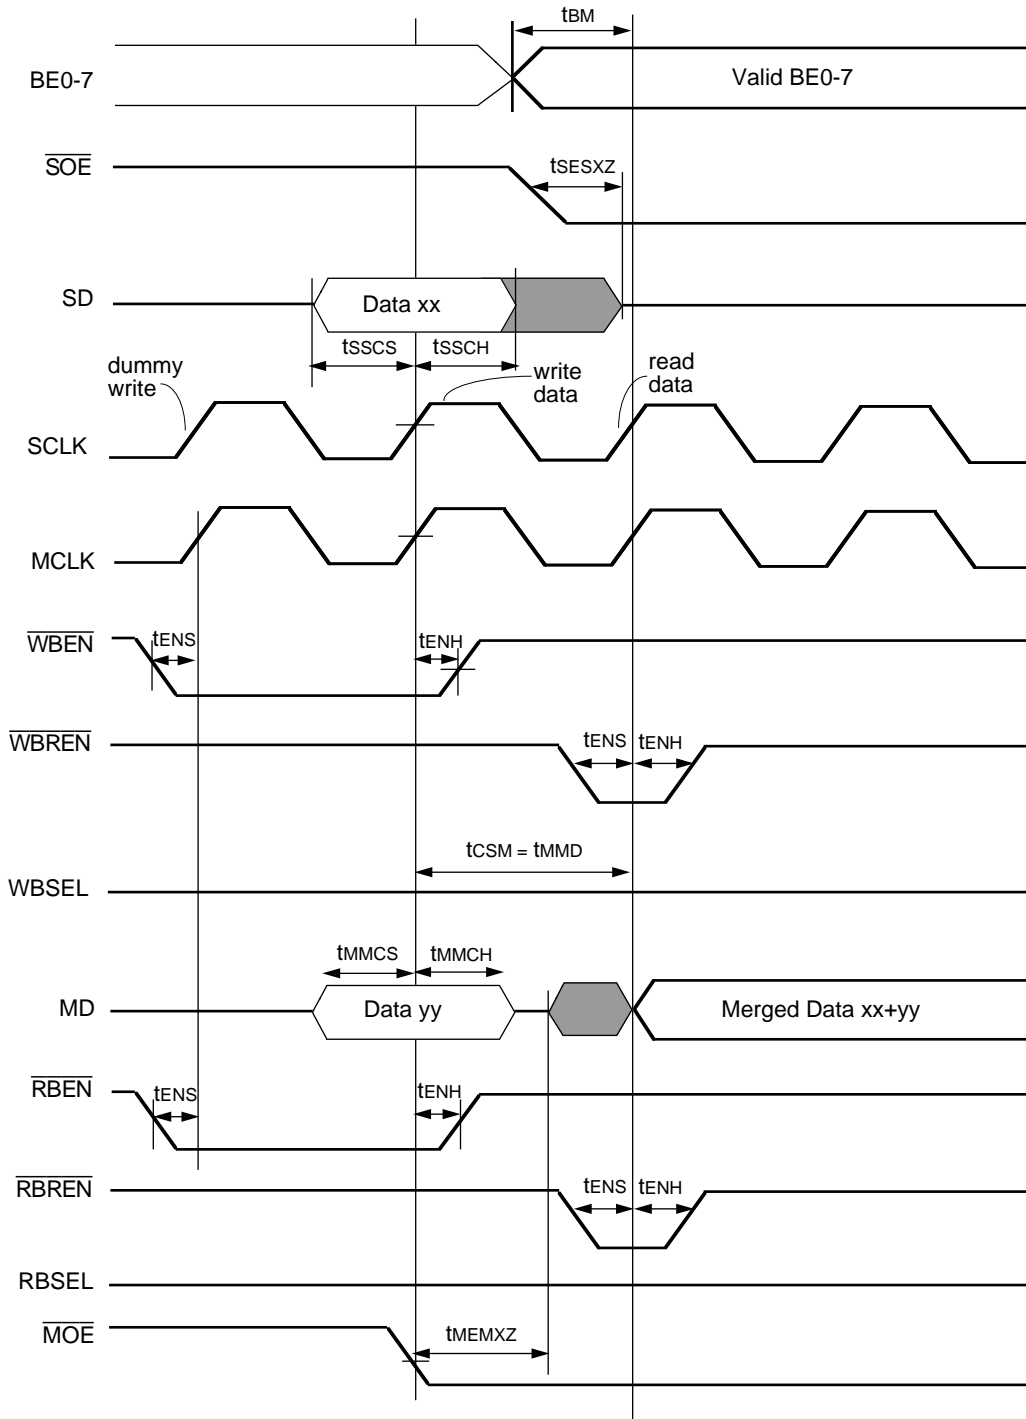 tBM
BE0-7
Valid BE0-7
SOE
tSESXZ
SD
Data xx
tSSCS
tSSCH
dummy
write
write
data
read
data
SCLK
MCLK
WBEN
tENS
tENH
WBREN
tENS
tENH
tCSM = tMMD
WBSEL
tMMCS
tMMCH
MD
Data yy
Merged Data xx+yy
RBEN
tENS
tENH
RBREN
tENS
tENH
RBSEL
MOE
tMEMXZ